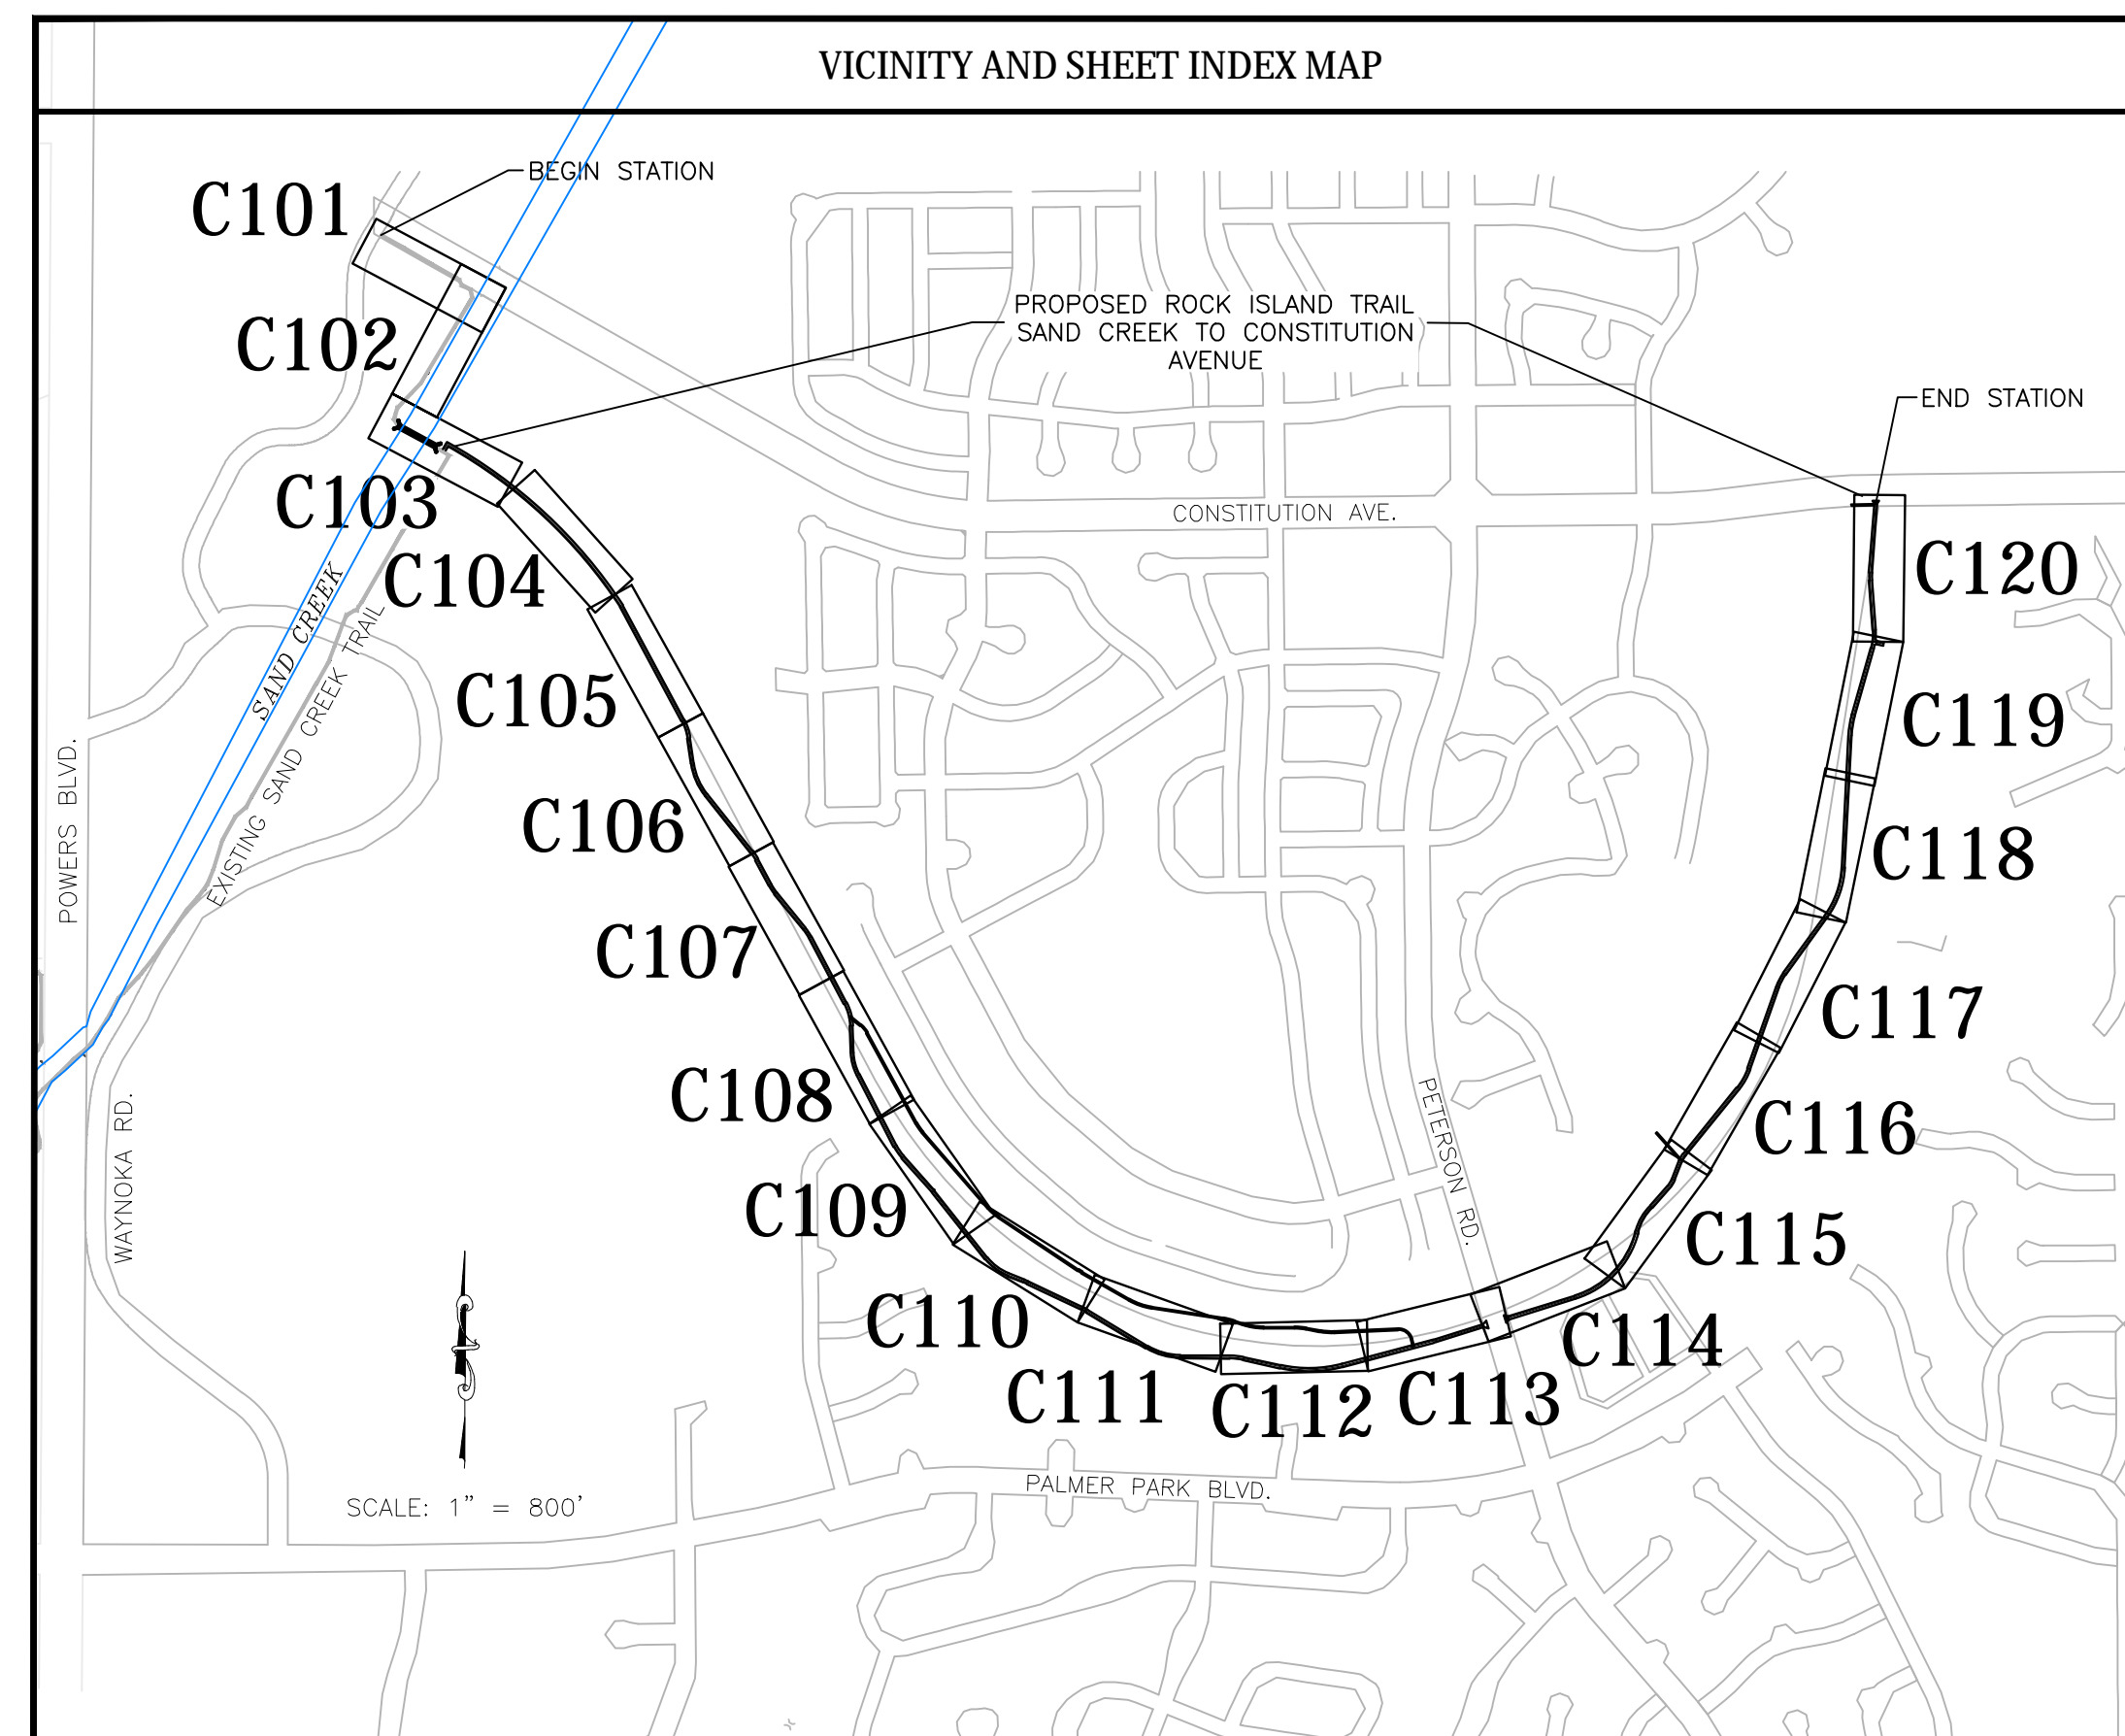 VICINITY AND SHEET INDEX MAP
BEGIN STATION
C101
PROPOSED ROCK ISLAND TRAIL
SAND CREEK TO CONSTITUTION
AVENUE
C102
END STATION
C103
CONSTITUTION AVE.
C104
C120
SAND CREEK
EXISTING SAND CREEK TRAIL
C105
C119
POWERS BLVD.
C106
C118
C107
C117
C108
C116
WAYNOKA RD.
PETERSON RD.
C109
C115
C110
C114
C111
C112
C113
PALMER PARK BLVD.
SCALE: 1" = 800'